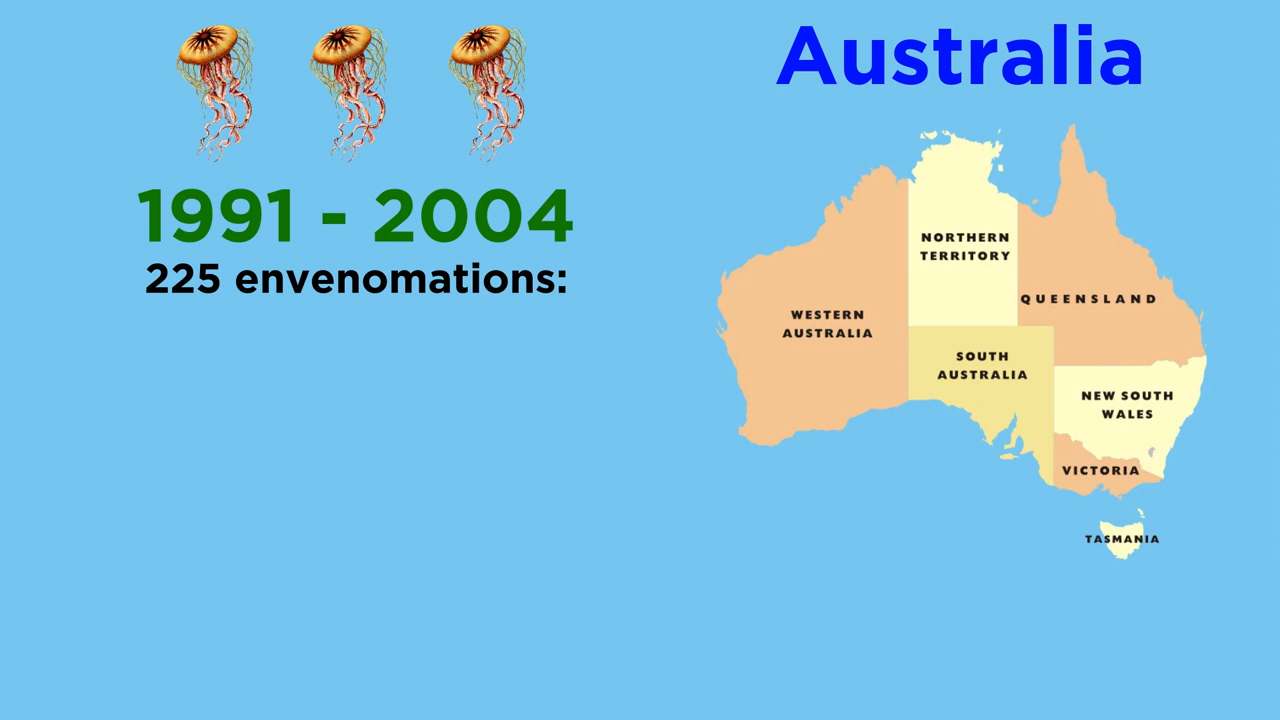 Australia
1991 - 2004
225 envenomations:
NORTHERN
TERRITORY
QUEENSLAND
WESTERN
AUSTRALIA
SOUTH
AUSTRALIA
NEW SOUTH
WALES
VICTORIA
TASMANIA